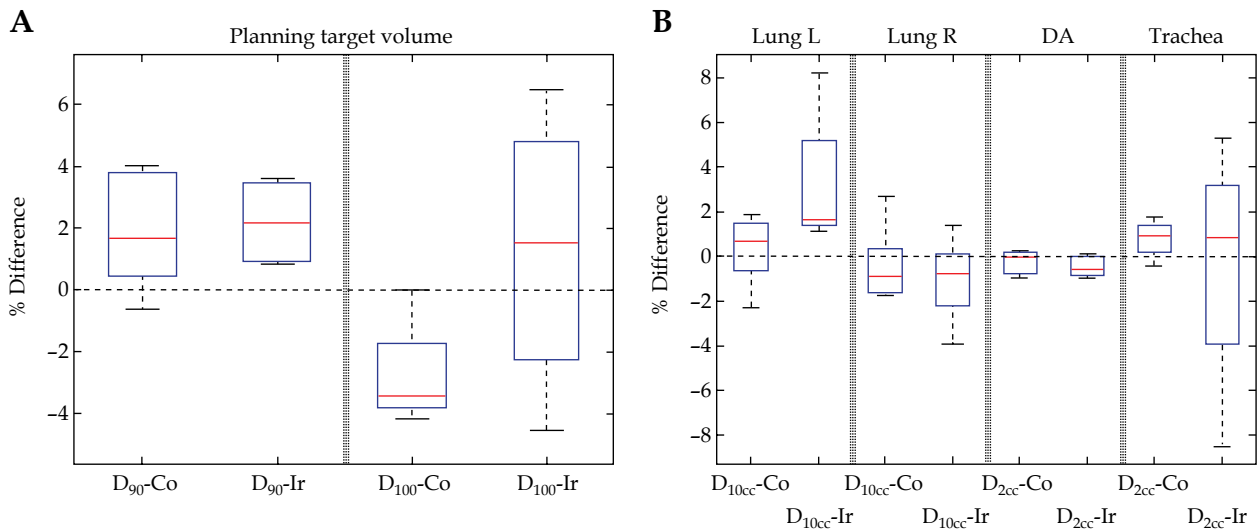 A
Planning target volume
% Difference
6
4
2
0
–2
–4
D90-Co
D90-Ir
D100-Co
D100-Ir
B
Lung L
Lung R
DA
Trachea
% Difference
8
6
4
2
0
–2
–4
–6
–8
D10cc-Co
D10cc-Co
D2cc-Co
D2cc-Co
D10cc-Ir
D10cc-Ir
D2cc-Ir
D2cc-Ir